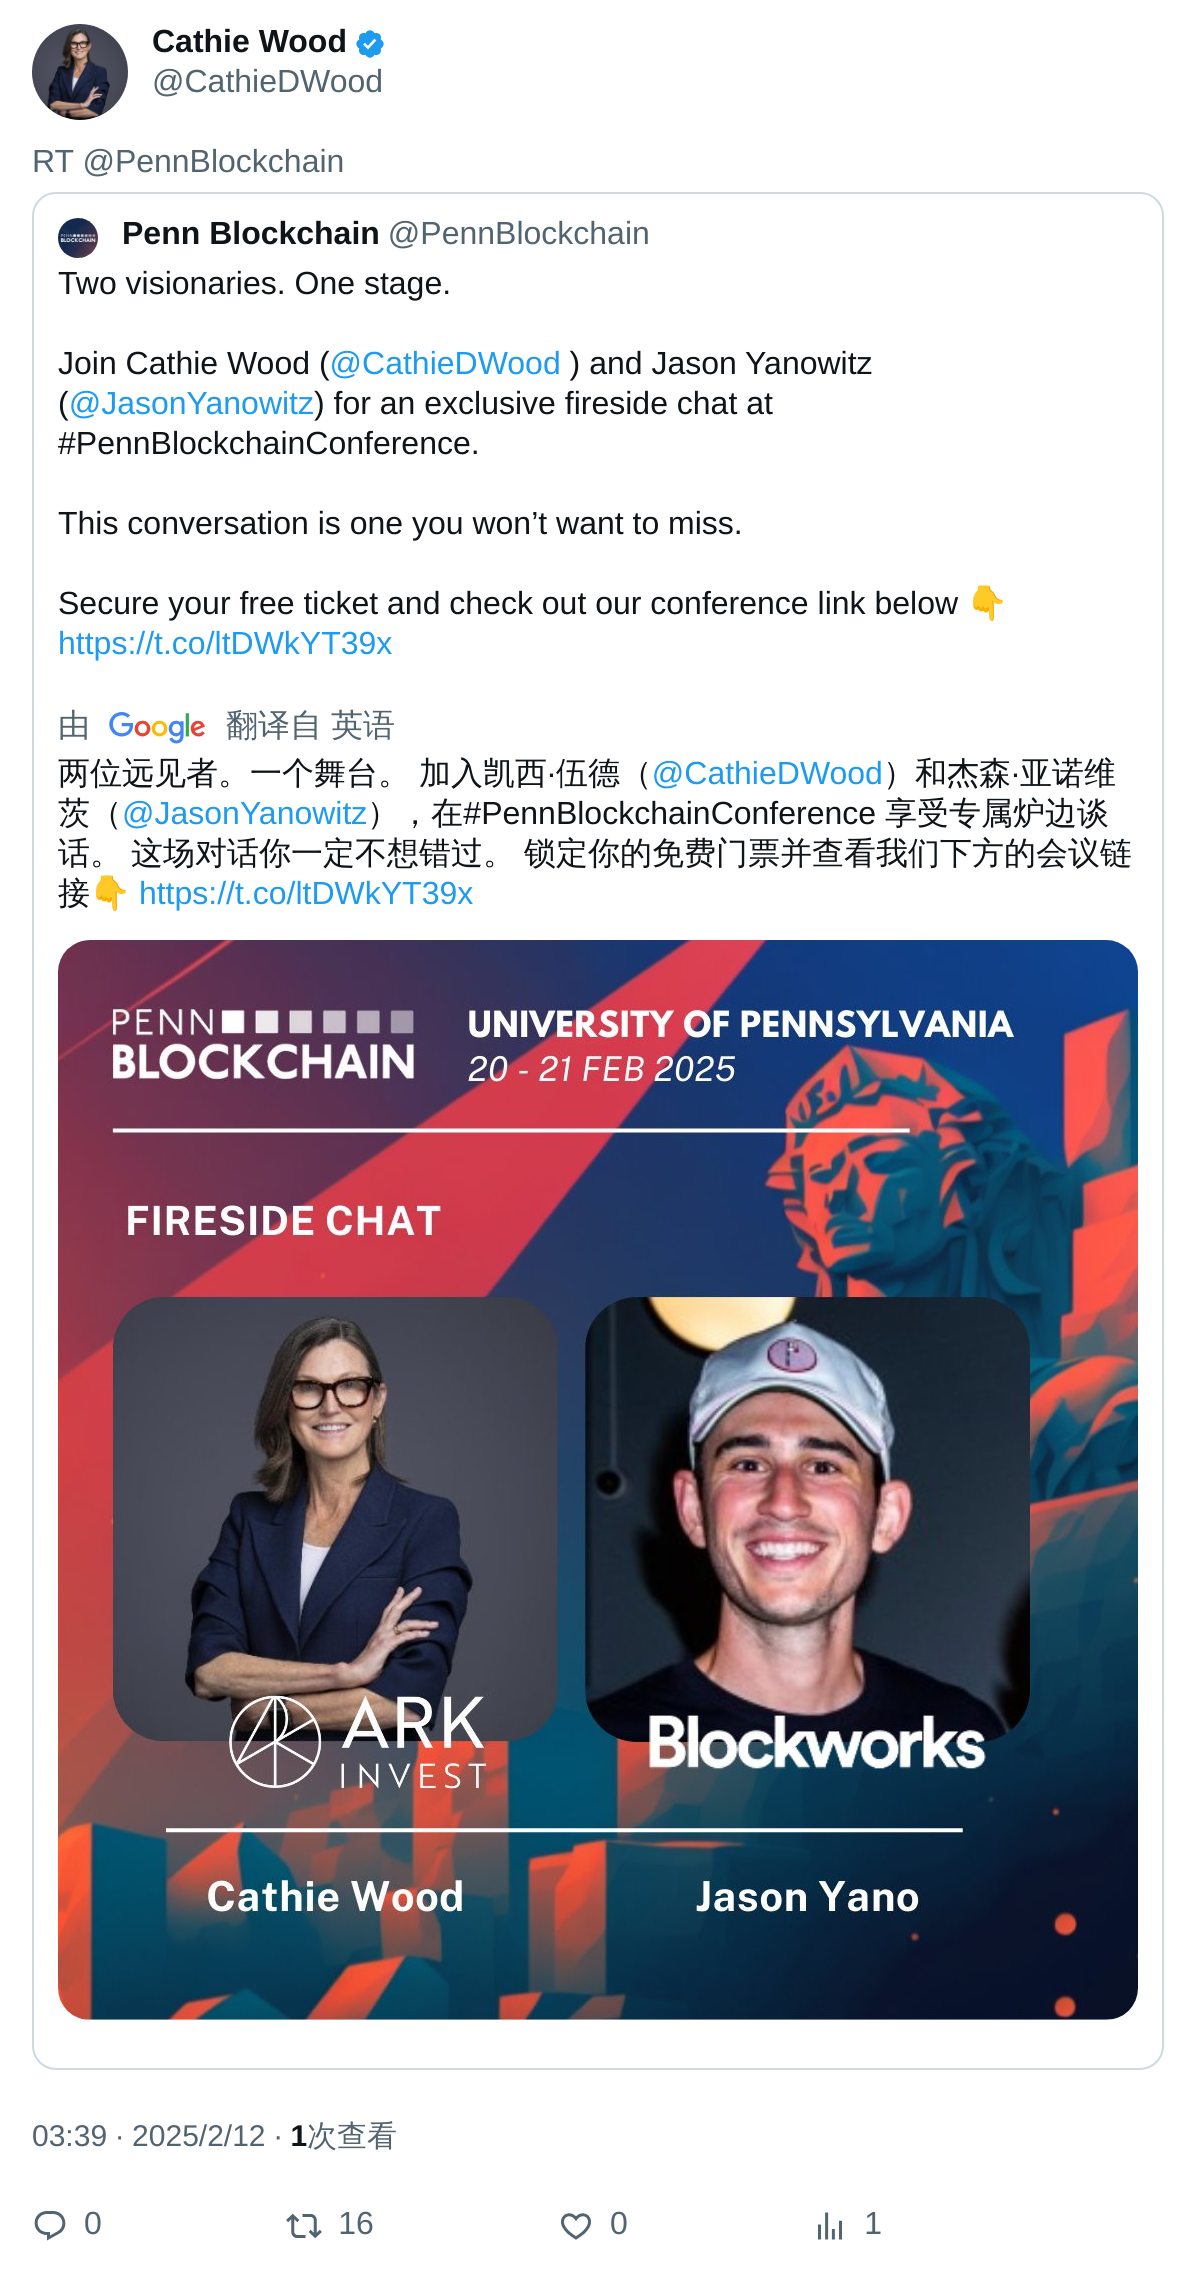 Cathie Wood
@CathieDWood
RT @PennBlockchain
Penn Blockchain @PennBlockchain
Two visionaries. One stage.
Join Cathie Wood (@CathieDWood ) and Jason Yanowitz
(@JasonYanowitz) for an exclusive fireside chat at
#PennBlockchainConference.
This conversation is one you won’t want to miss.
Secure your free ticket and check out our conference link below 👇
https://t.co/ltDWkYT39x
由 Google 翻译自 英语
两位远见者。一个舞台。 加入凯西·伍德（@CathieDWood）和杰森·亚诺维
茨（@JasonYanowitz），在#PennBlockchainConference 享受专属炉边谈
话。 这场对话你一定不想错过。 锁定你的免费门票并查看我们下方的会议链
接👇 https://t.co/ltDWkYT39x
PENN
BLOCKCHAIN
UNIVERSITY OF PENNSYLVANIA
20 - 21 FEB 2025
FIRESIDE CHAT
ARK
INVEST
Blockworks
Cathie Wood
Jason Yano
03:39 · 2025/2/12 · 1次查看
0 16 0 1